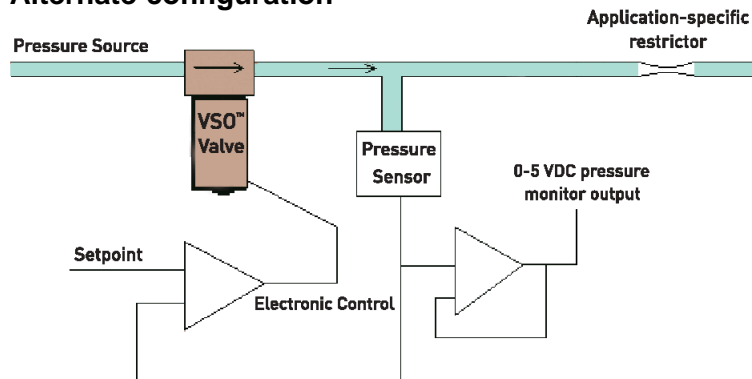 Alternate configuration
Application-specific
restrictor
Pressure Source
VSO™
Valve
Pressure
Sensor
0-5 VDC pressure
monitor output
Setpoint
Electronic Control